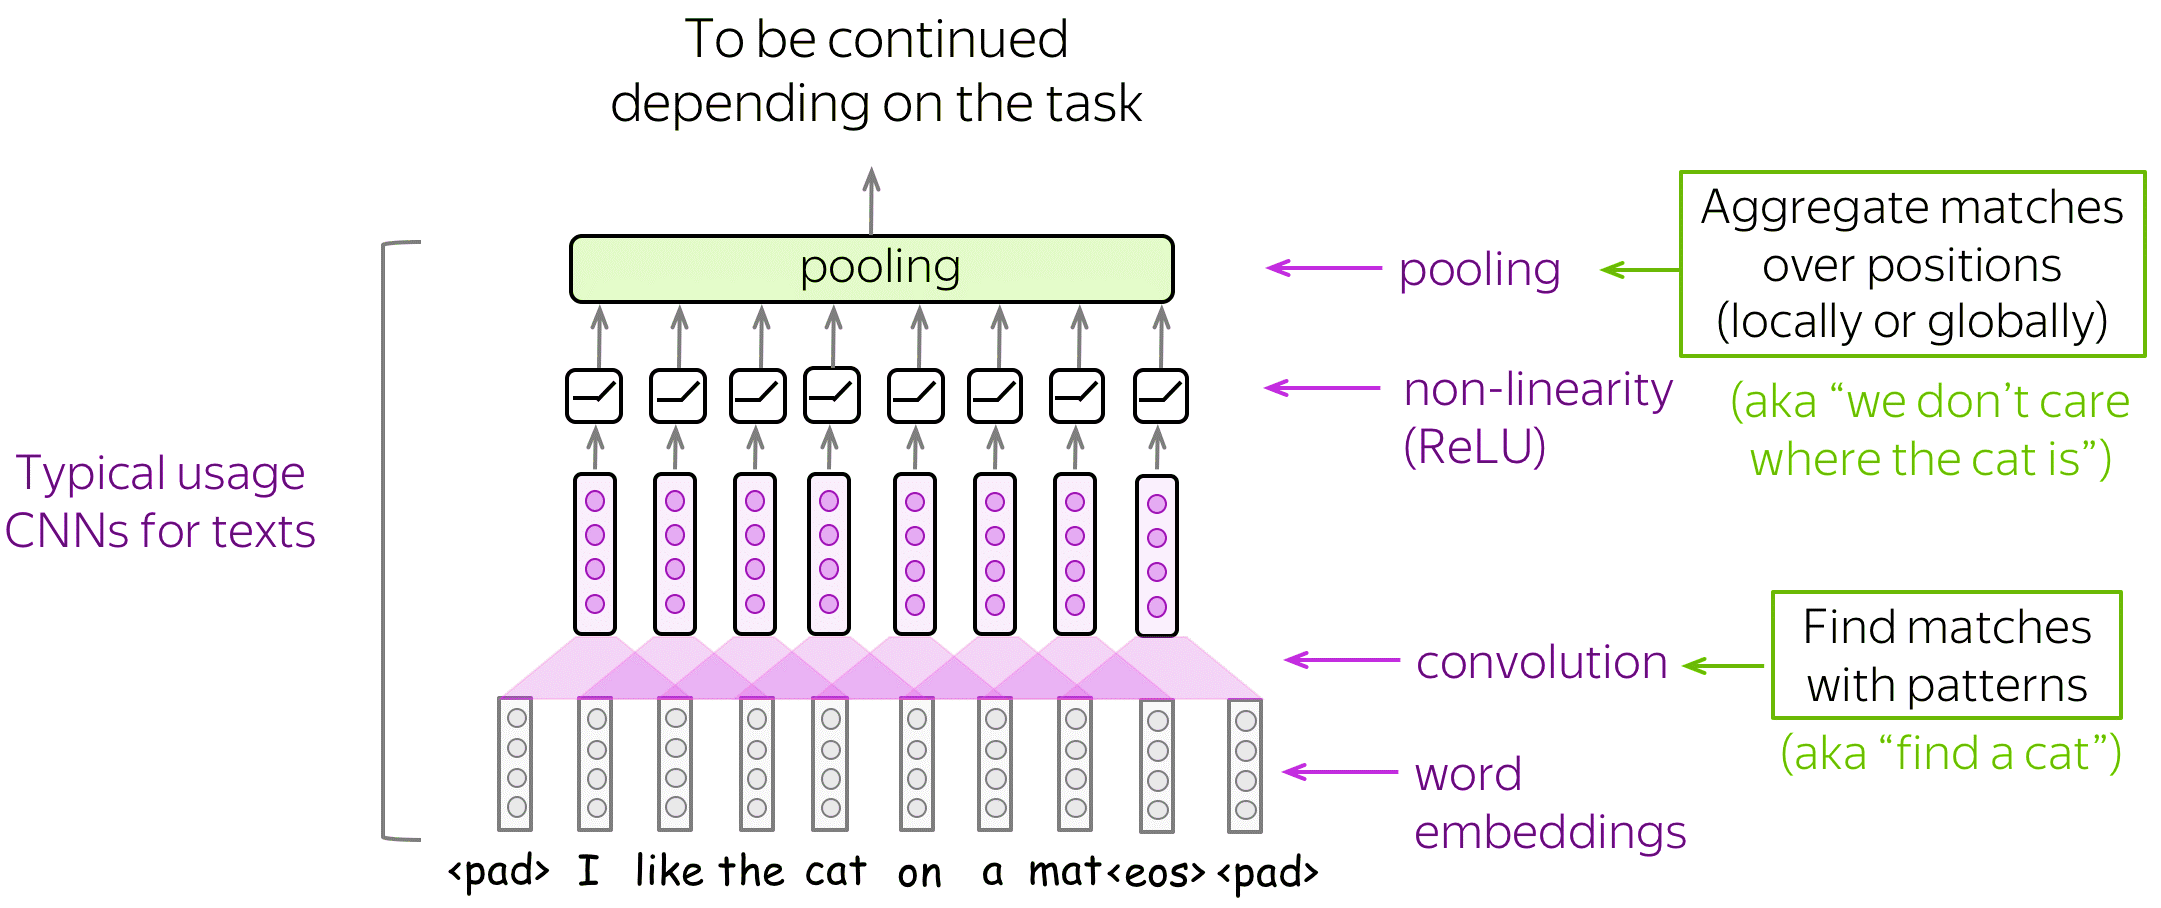 To be continued
depending on the task
pooling
pooling
Aggregate matches
over positions
(locally or globally)
non-linearity
(ReLU)
(aka “we don’t care
where the cat is”)
Typical usage
CNNs for texts
convolution
Find matches
with patterns
(aka “find a cat”)
word
embeddings
<pad> I like the cat on a mat <eos> <pad>